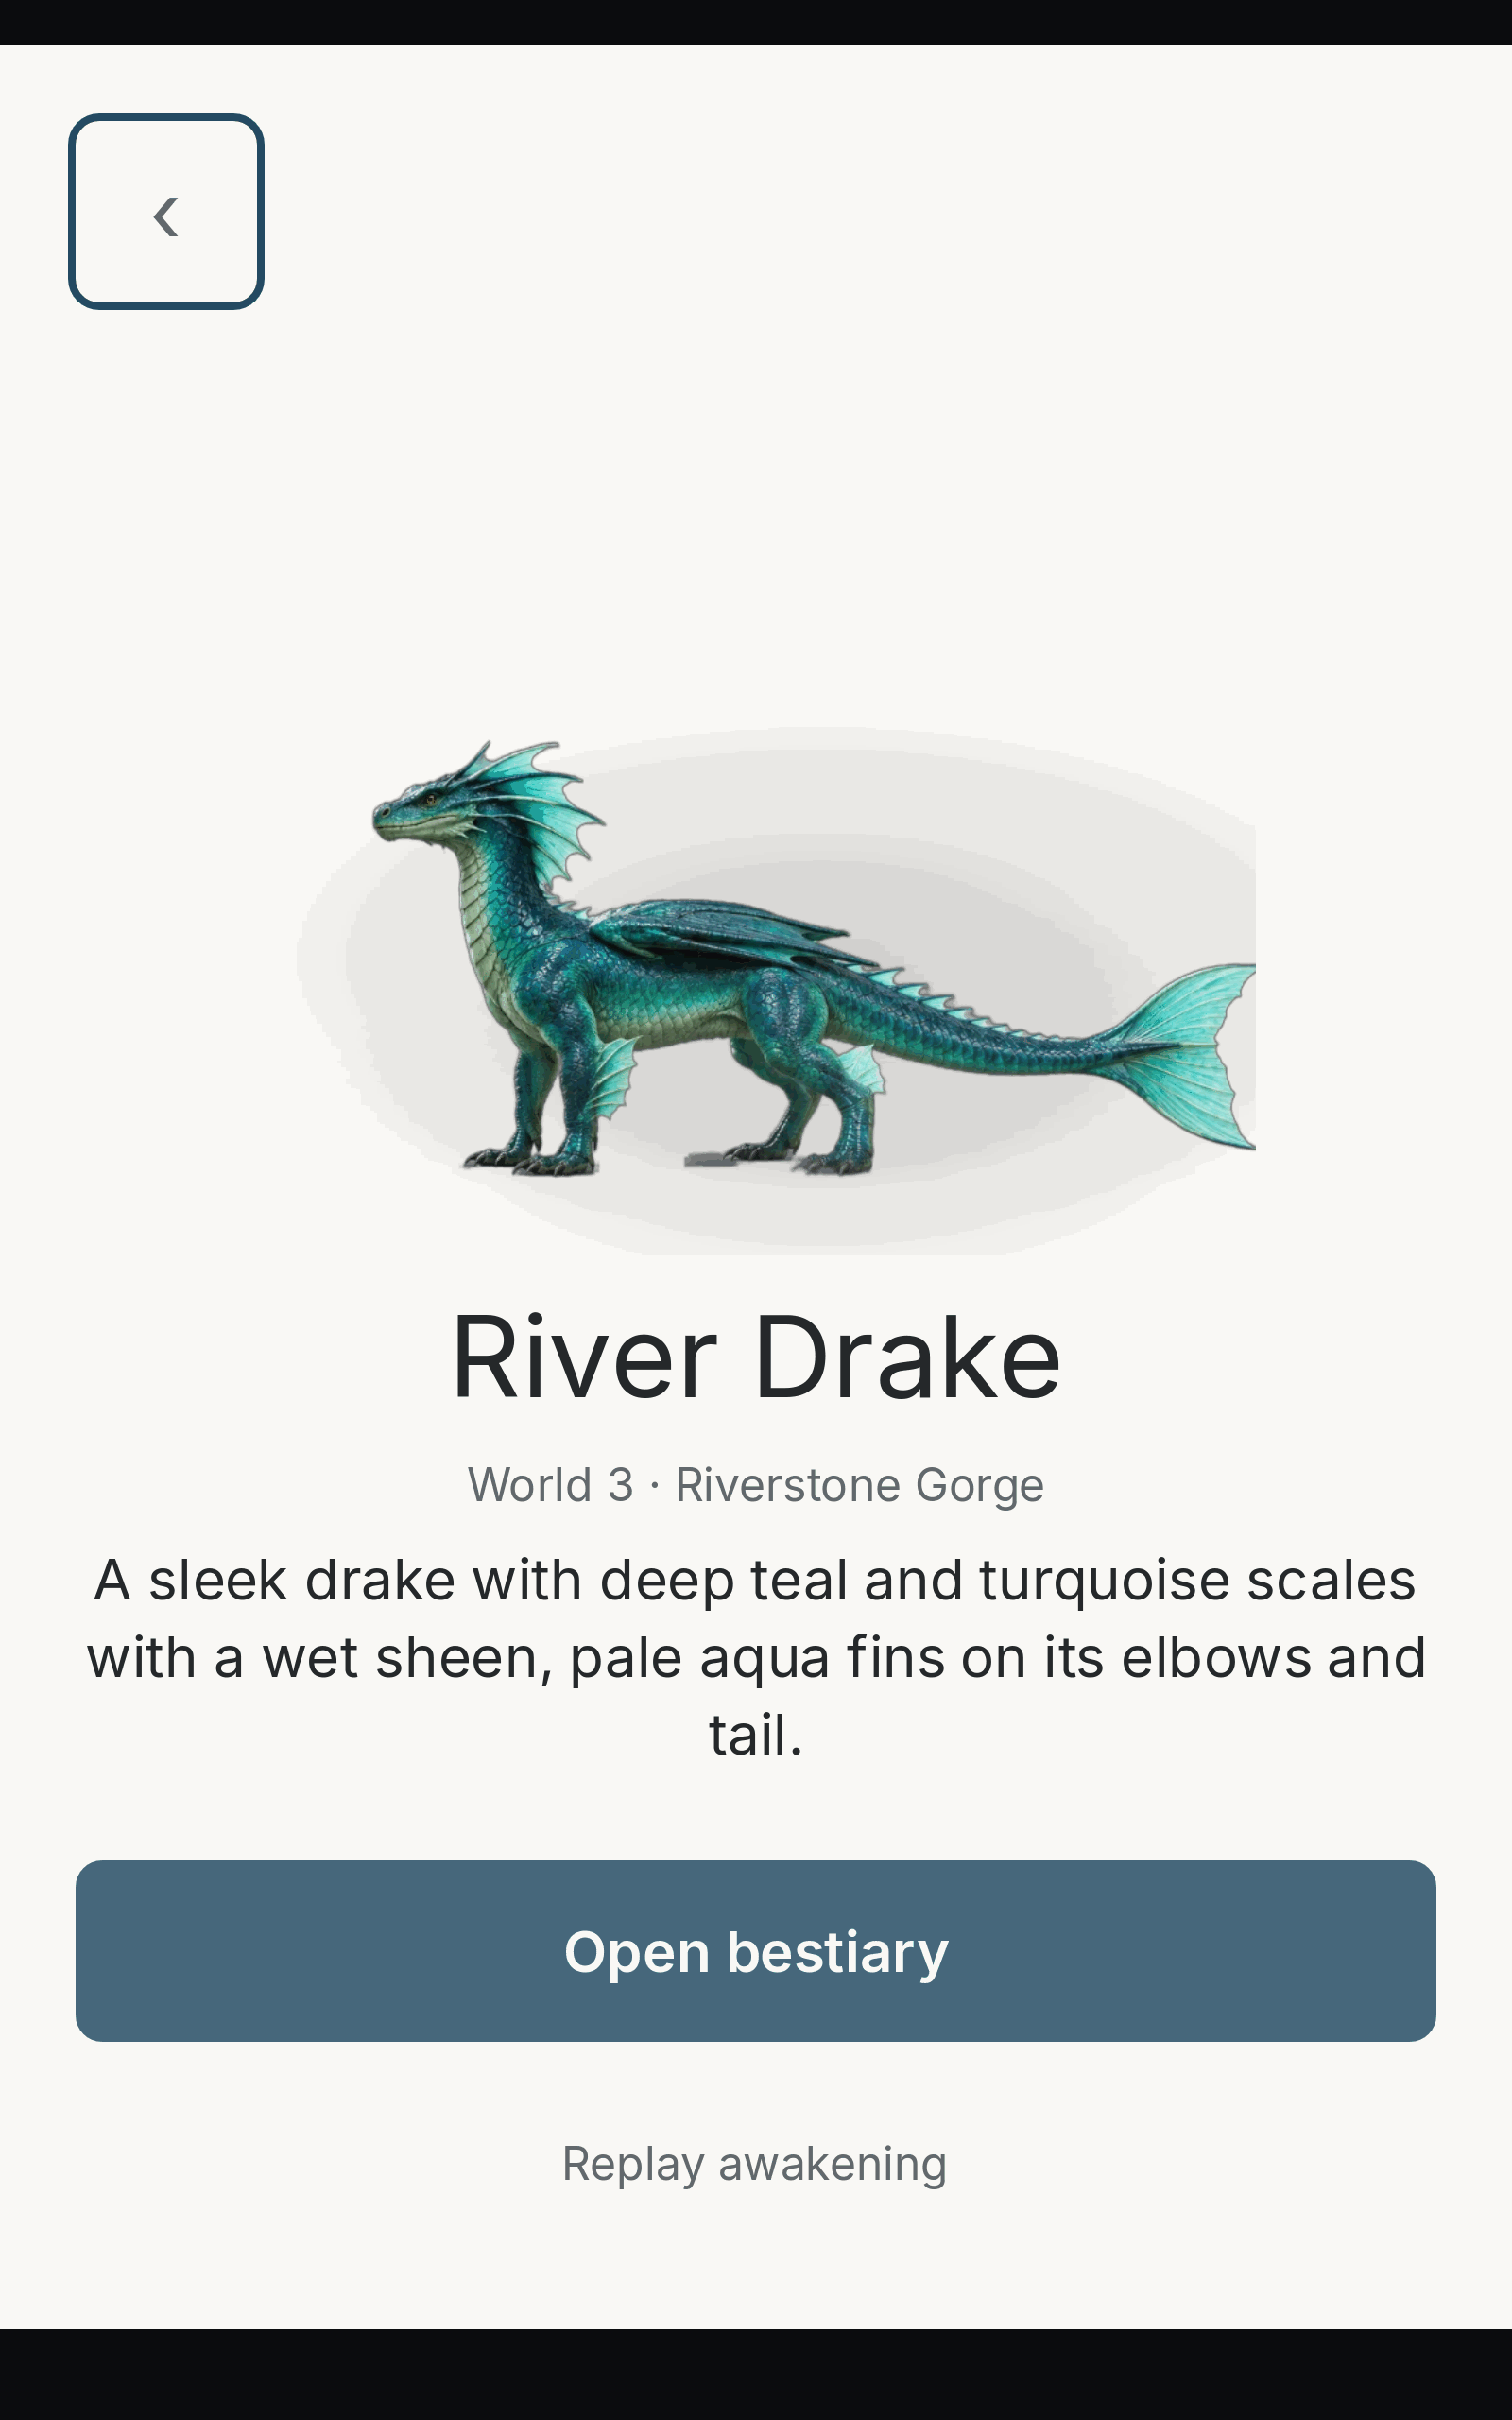 ‹
River Drake
World 3 · Riverstone Gorge
A sleek drake with deep teal and turquoise scales
with a wet sheen, pale aqua fins on its elbows and
tail.
Open bestiary
Replay awakening